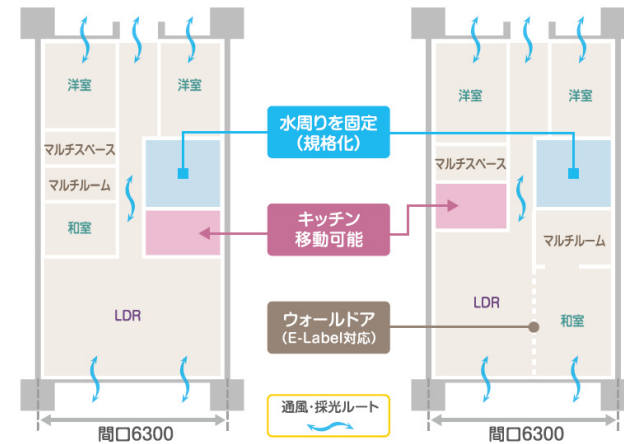 洋室
洋室
マルチスペース
マルチルーム
和室
LDR
間口6300
水周りを固定
(規格化)
キッチン
移動可能
ウォールドア
(E-Label対応)
通風・採光ルート
洋室
洋室
マルチスペース
マルチルーム
LDR
和室
間口6300